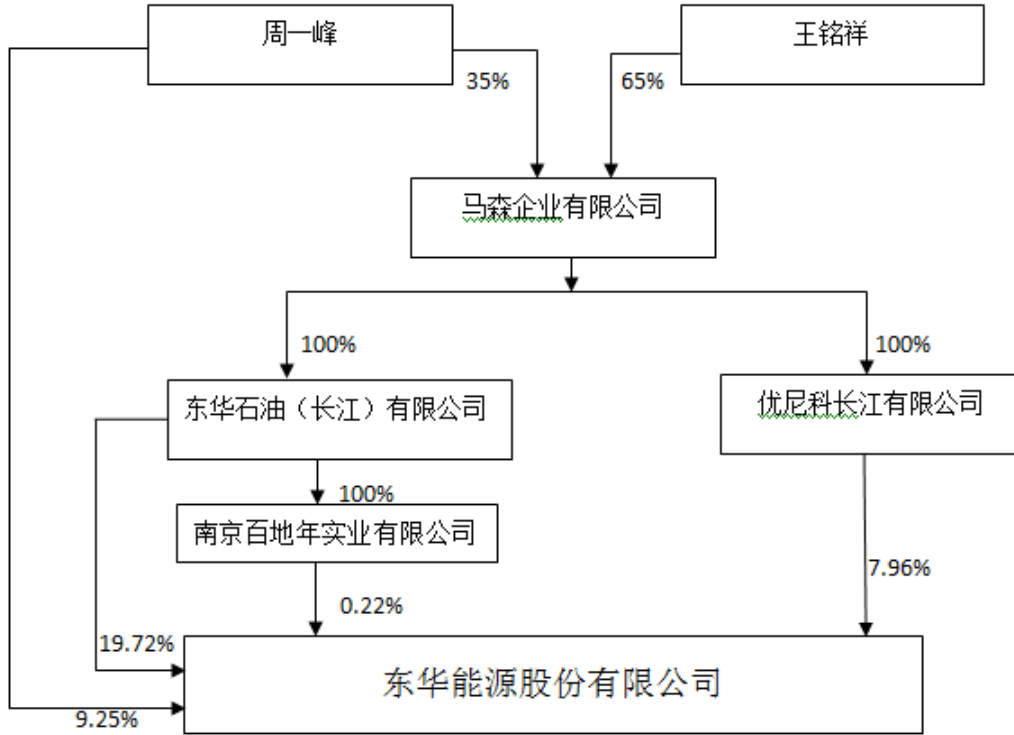 周一峰
王铭祥
35%
65%
马森企业有限公司
100%
100%
东华石油（长江）有限公司
优尼科长江有限公司
100%
南京百地年实业有限公司
7.96%
0.22%
19.72%
东华能源股份有限公司
9.25%